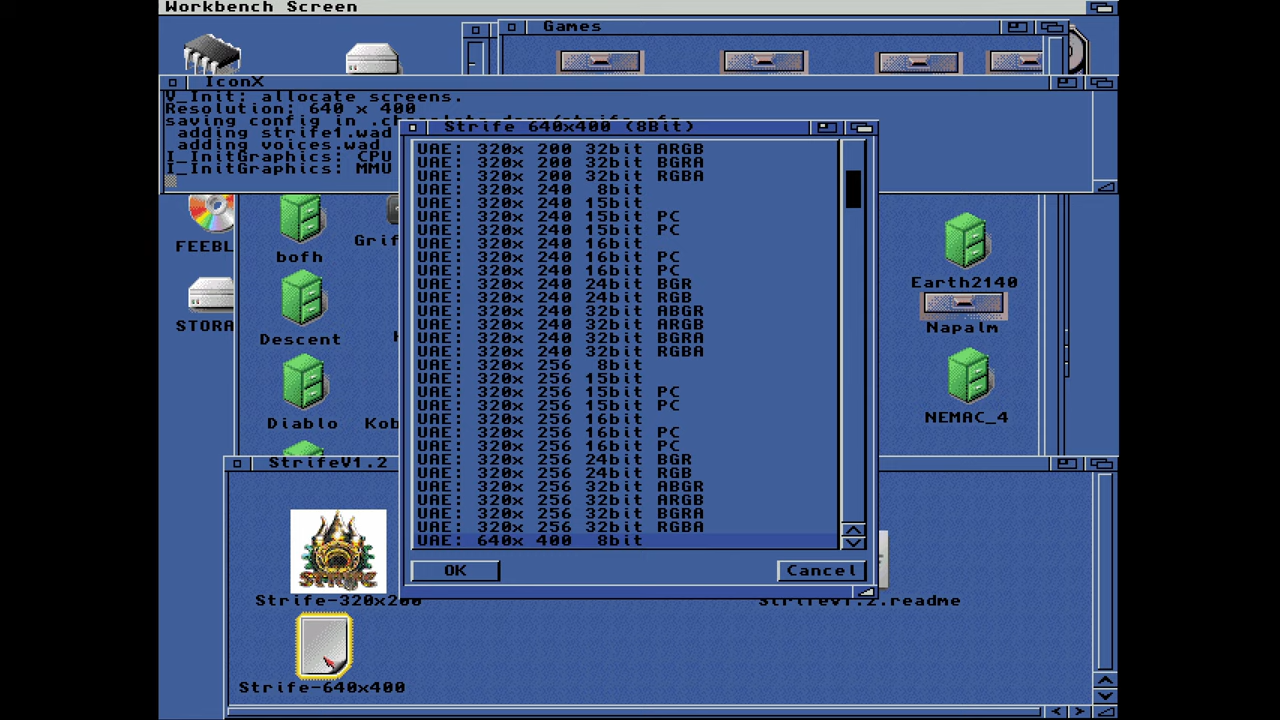 Workbench Screen
Games
IconX
V_Init: allocate screens.
Resolution: 640 x 400
saving config in
adding strife1.wad
adding voices.wad
I_InitGraphics: CPU
I_InitGraphics: MMU
Strife 640x400 (8Bit)
UAE: 320x 200 32bit ARGB
UAE: 320x 200 32bit BGRA
UAE: 320x 200 32bit RGBA
UAE: 320x 240 8bit
UAE: 320x 240 15bit
UAE: 320x 240 15bit PC
UAE: 320x 240 15bit PC
UAE: 320x 240 16bit
UAE: 320x 240 16bit PC
UAE: 320x 240 16bit PC
UAE: 320x 240 24bit BGR
UAE: 320x 240 24bit RGB
UAE: 320x 240 32bit ABGR
UAE: 320x 240 32bit ARGB
UAE: 320x 240 32bit BGRA
UAE: 320x 240 32bit RGBA
UAE: 320x 256 8bit
UAE: 320x 256 15bit
UAE: 320x 256 15bit PC
UAE: 320x 256 15bit PC
UAE: 320x 256 16bit
UAE: 320x 256 16bit PC
UAE: 320x 256 16bit PC
UAE: 320x 256 24bit BGR
UAE: 320x 256 24bit RGB
UAE: 320x 256 32bit ABGR
UAE: 320x 256 32bit ARGB
UAE: 320x 256 32bit BGRA
UAE: 320x 256 32bit RGBA
UAE: 640x 400 8bit
OK
Cancel
FEEBL
bofh
Grif
STORA
Descent
Diablo
Kob
Earth2140
Napalm
NEMAC_4
StrifeV1.2
STRIFE
Strife-320x200
StrifeV1.2.readme
Strife-640x400